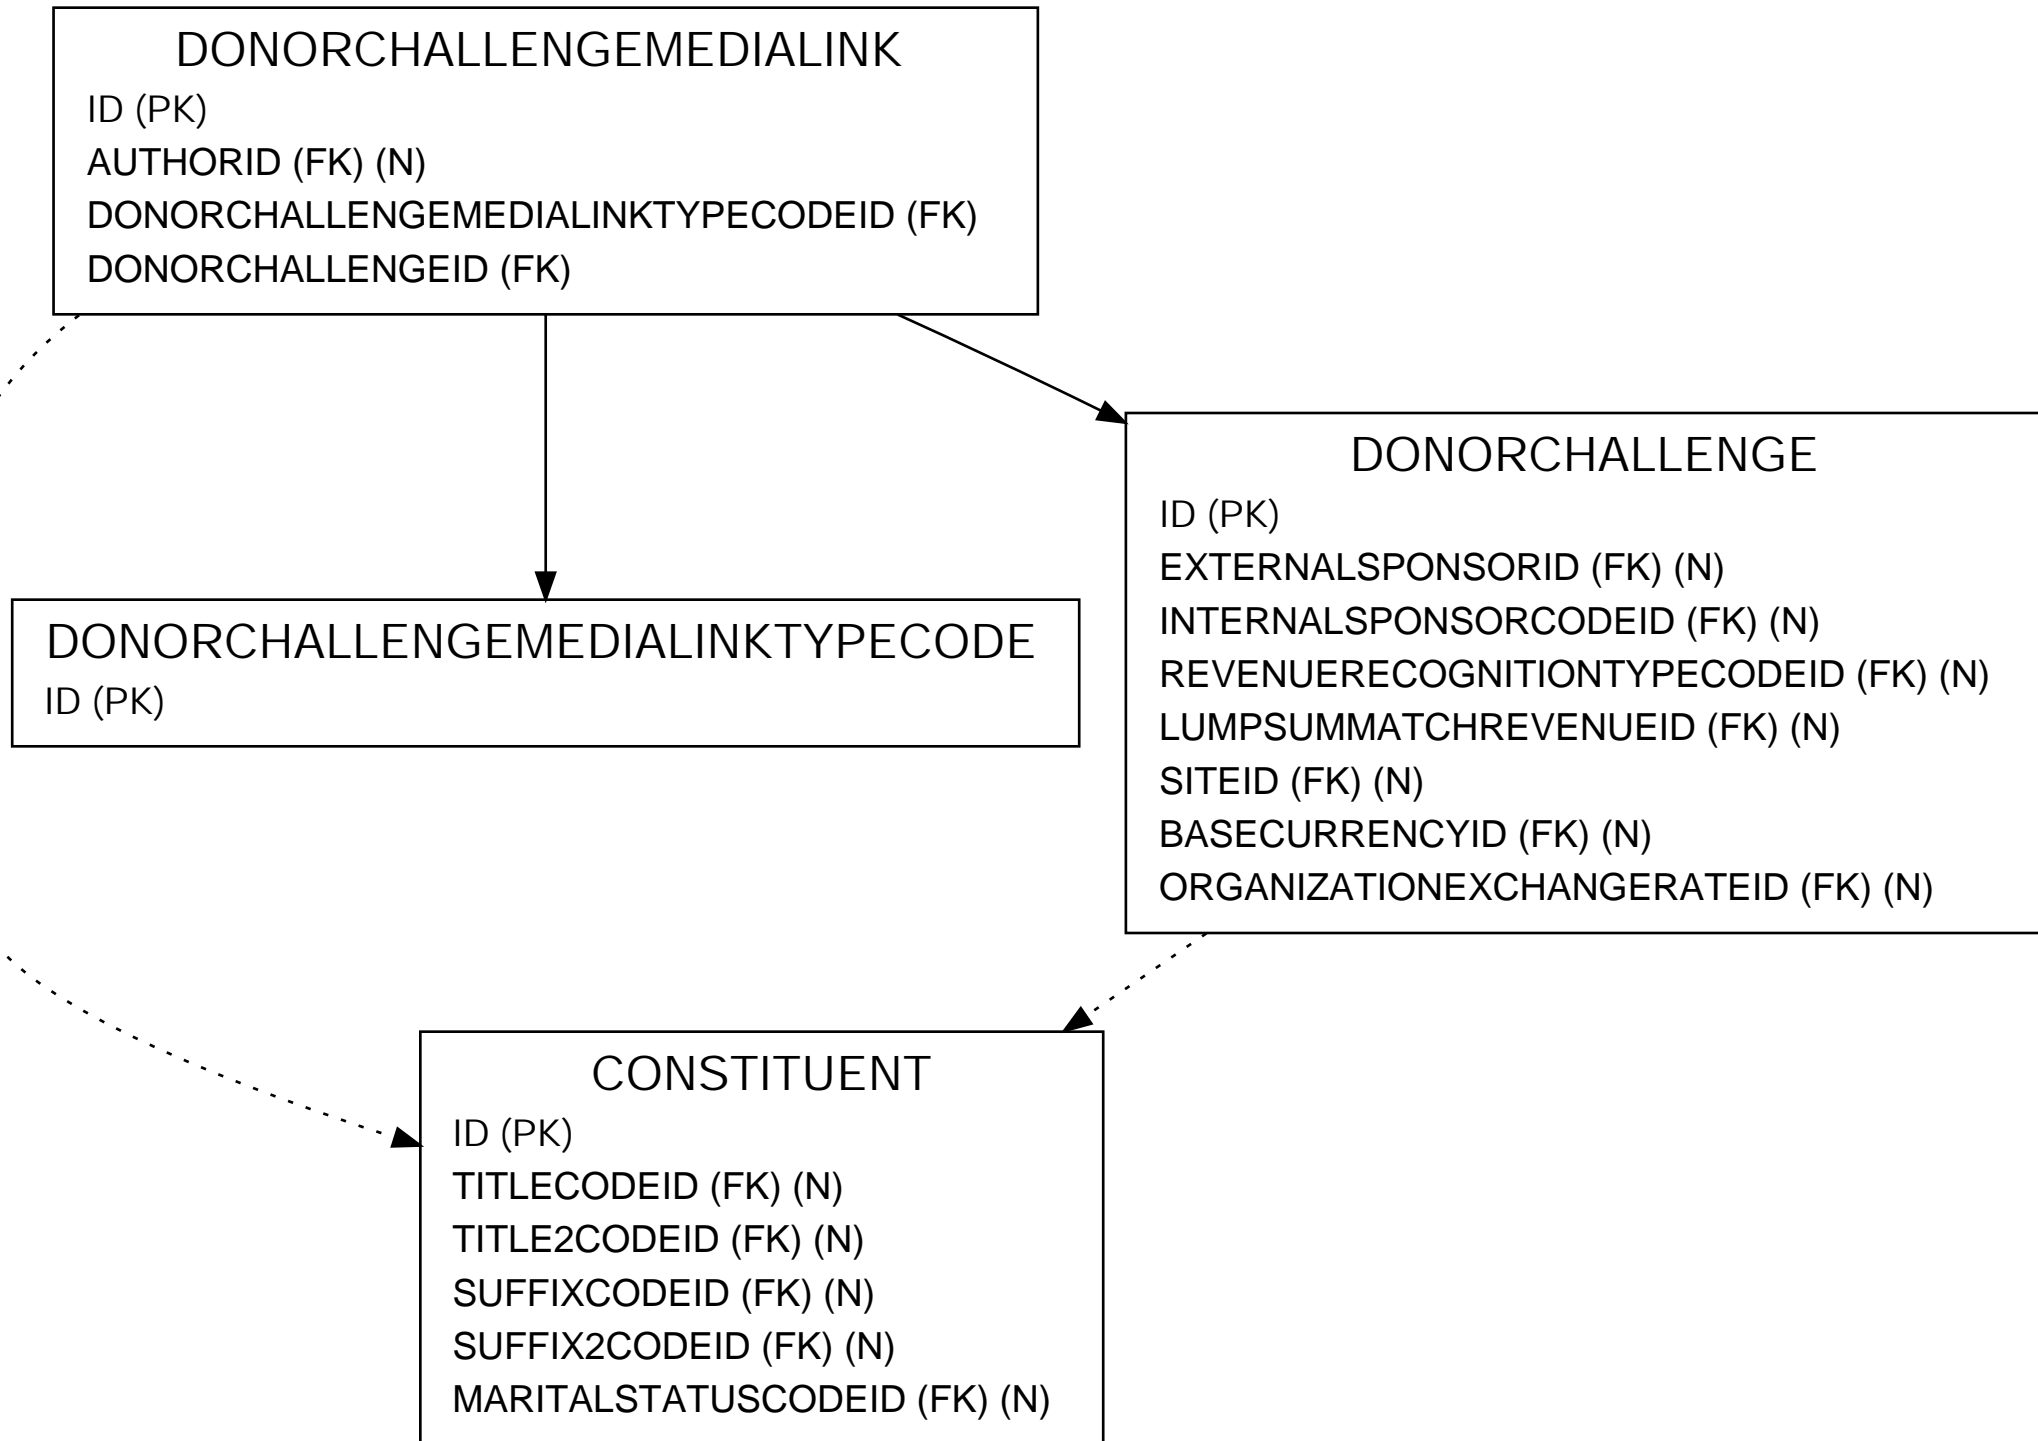 DONORCHALLENGEMEDIALINK
ID (PK)
AUTHORID (FK) (N)
DONORCHALLENGEMEDIALINKTYPECODEID (FK)
DONORCHALLENGEID (FK)
DONORCHALLENGEMEDIALINKTYPECODE
ID (PK)
DONORCHALLENGE
ID (PK)
EXTERNALSPONSORID (FK) (N)
INTERNALSPONSORCODEID (FK) (N)
REVENUERECOGNITIONTYPECODEID (FK) (N)
LUMPSUMMATCHREVENUEID (FK) (N)
SITEID (FK) (N)
BASECURRENCYID (FK) (N)
ORGANIZATIONEXCHANGERATEID (FK) (N)
CONSTITUENT
ID (PK)
TITLECODEID (FK) (N)
TITLE2CODEID (FK) (N)
SUFFIXCODEID (FK) (N)
SUFFIX2CODEID (FK) (N)
MARITALSTATUSCODEID (FK) (N)